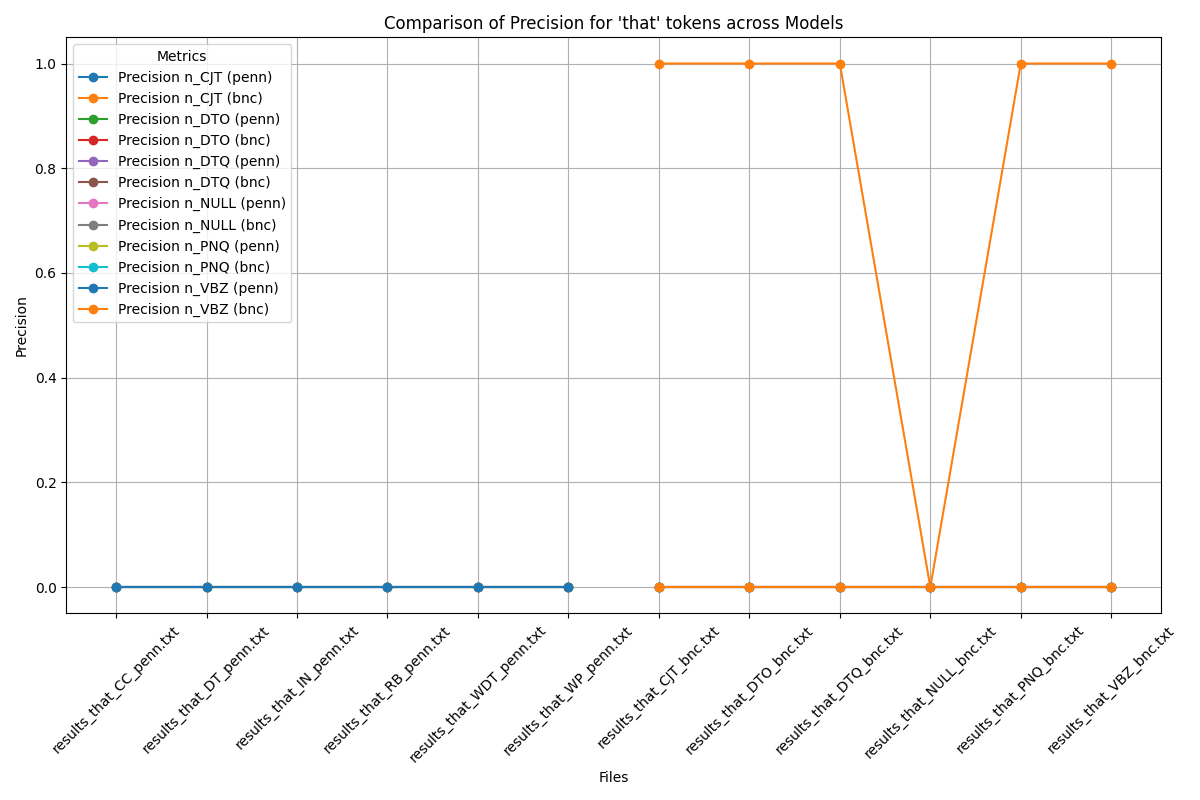 Comparison of Precision for 'that' tokens across Models
Metrics
Precision n_CJT (penn)
Precision n_CJT (bnc)
Precision n_DTO (penn)
Precision n_DTO (bnc)
Precision n_DTQ (penn)
Precision n_DTQ (bnc)
Precision n_NULL (penn)
Precision n_NULL (bnc)
Precision n_PNQ (penn)
Precision n_PNQ (bnc)
Precision n_VBZ (penn)
Precision n_VBZ (bnc)
Precision
1.0
0.8
0.6
0.4
0.2
0.0
results_that_CC_penn.txt
results_that_DT_penn.txt
results_that_IN_penn.txt
results_that_RB_penn.txt
results_that_WDT_penn.txt
results_that_WP_penn.txt
results_that_CJT_bnc.txt
results_that_DTO_bnc.txt
results_that_DTQ_bnc.txt
results_that_NULL_bnc.txt
results_that_PNQ_bnc.txt
results_that_VBZ_bnc.txt
Files